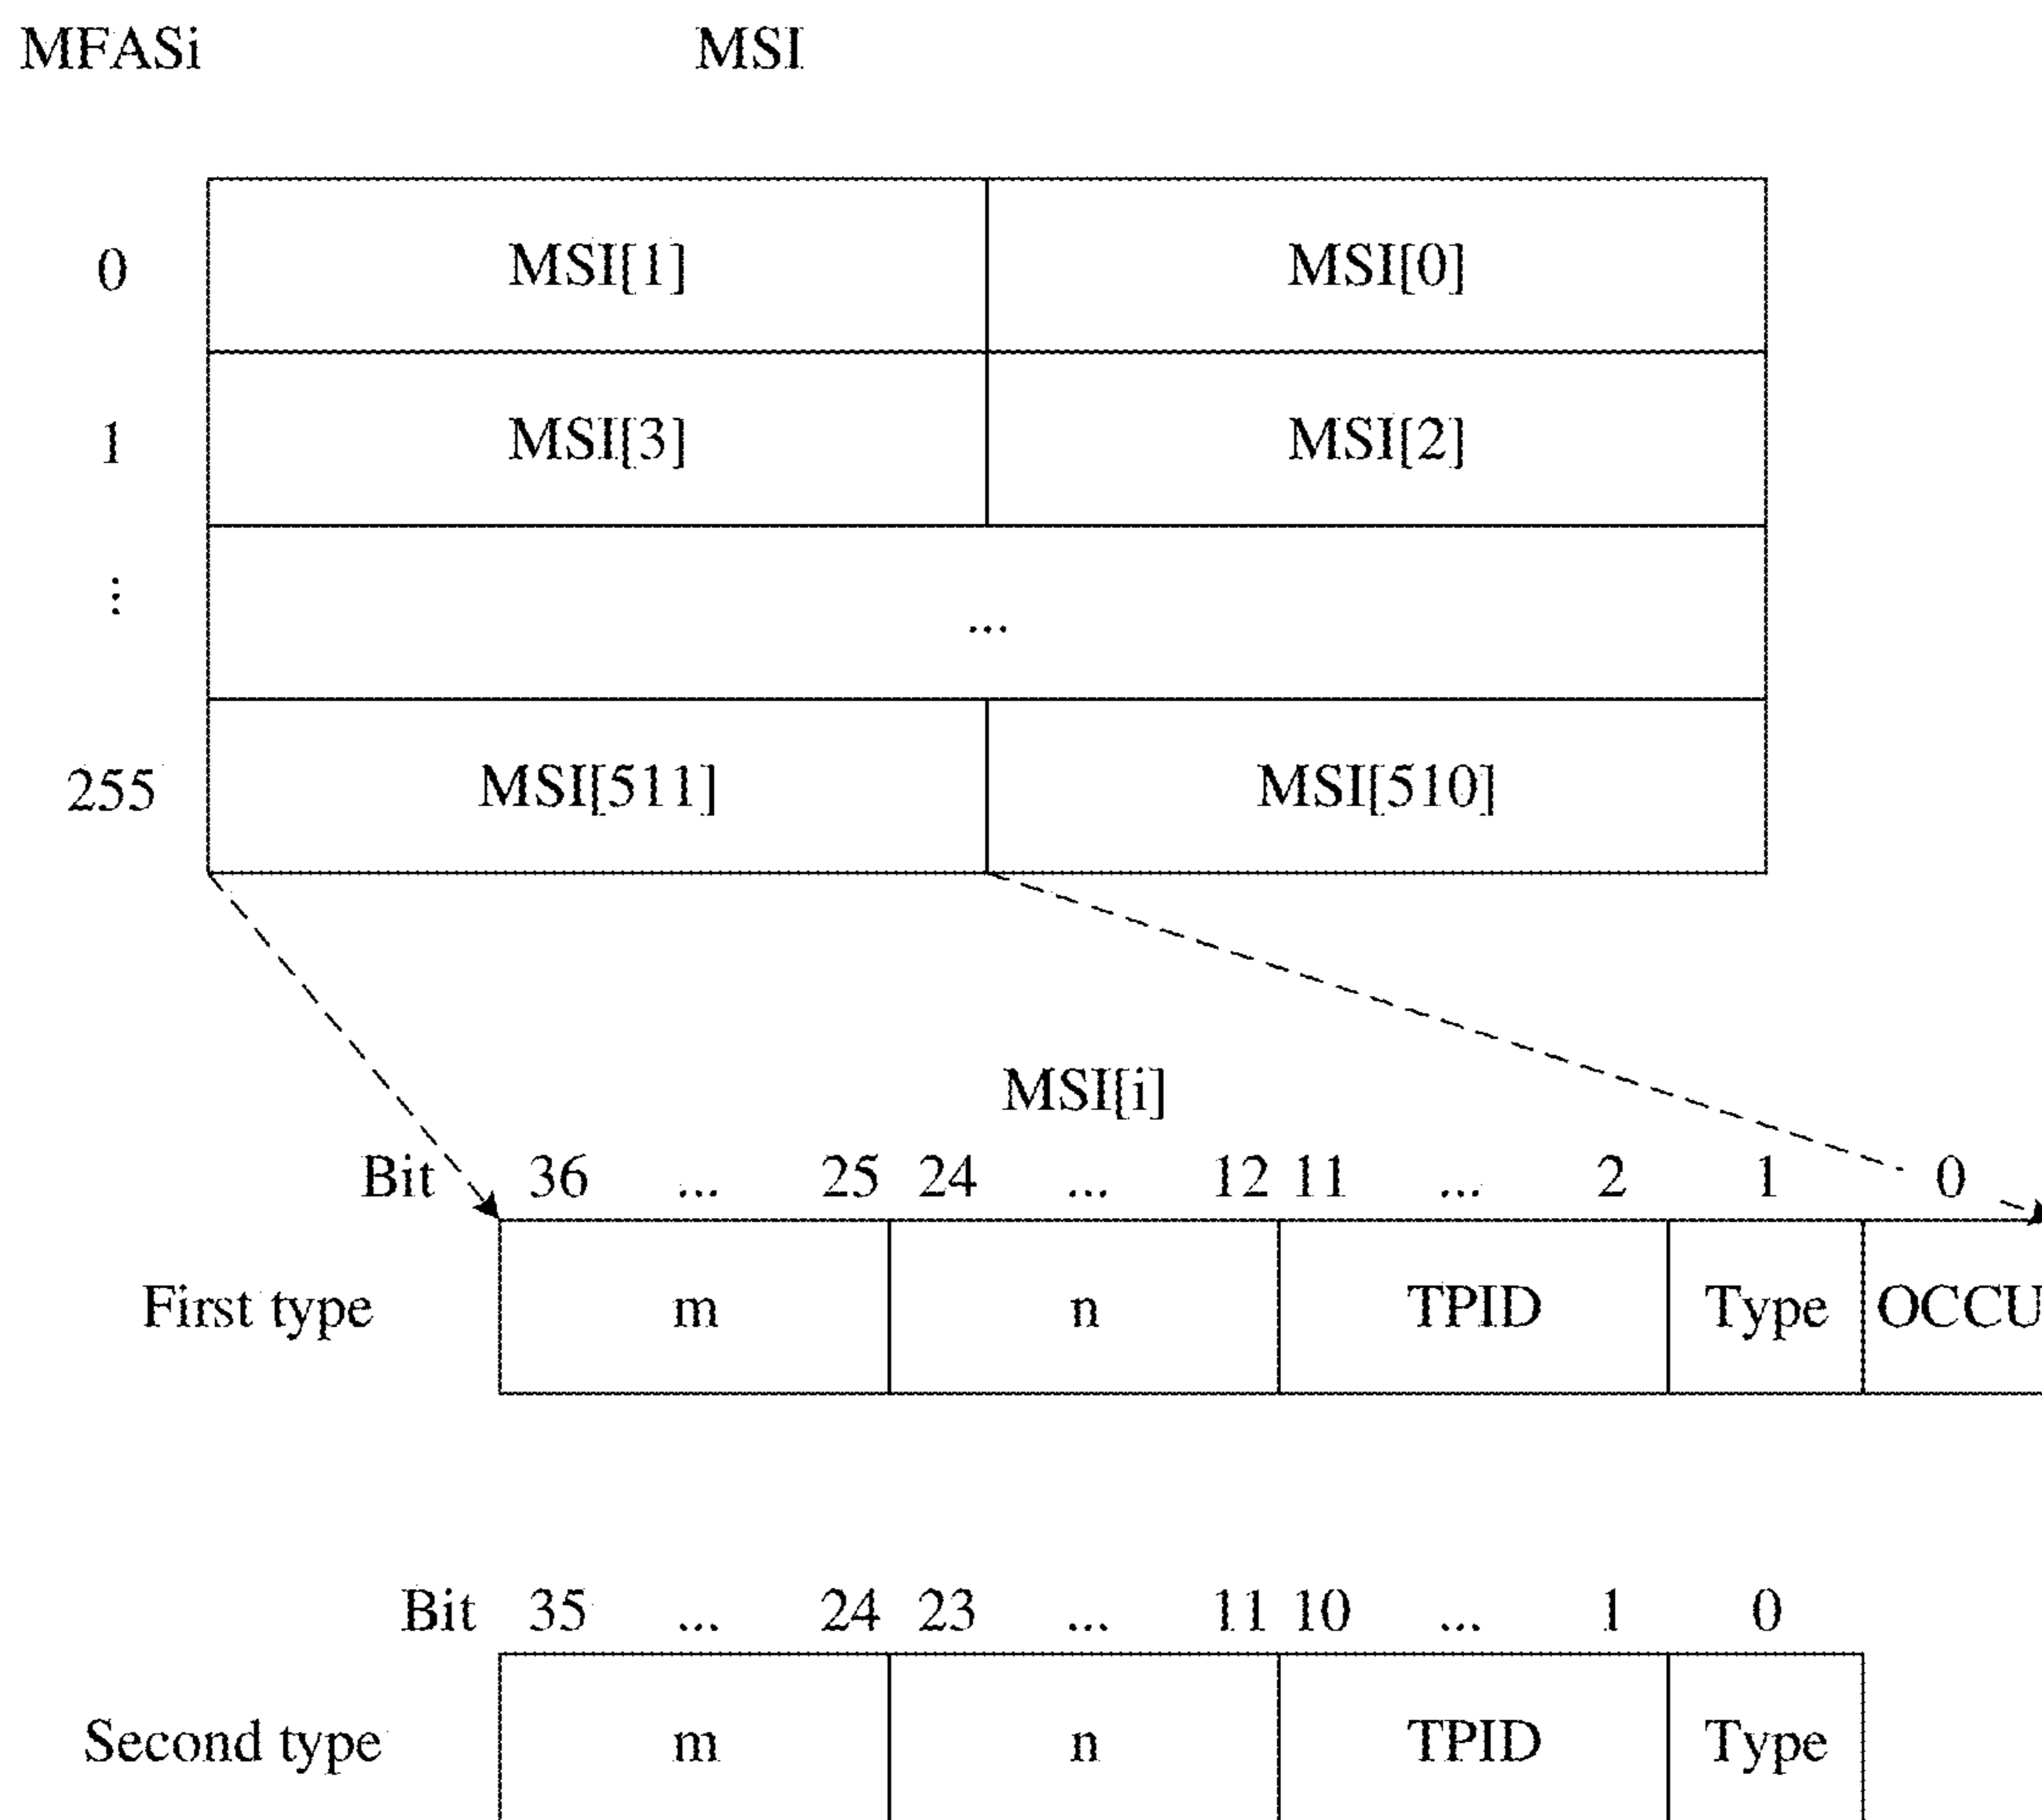 MFASi MSI
0 MSI[1] MSI[0]
1 MSI[3] MSI[2]
⋮ ...
255 MSI[511] MSI[510]
MSI[i]
Bit 36 ... 25 24 ... 12 11 ... 2 1 0
First type m n TPID Type OCCU
Bit 35 ... 24 23 ... 11 10 ... 1 0
Second type m n TPID Type